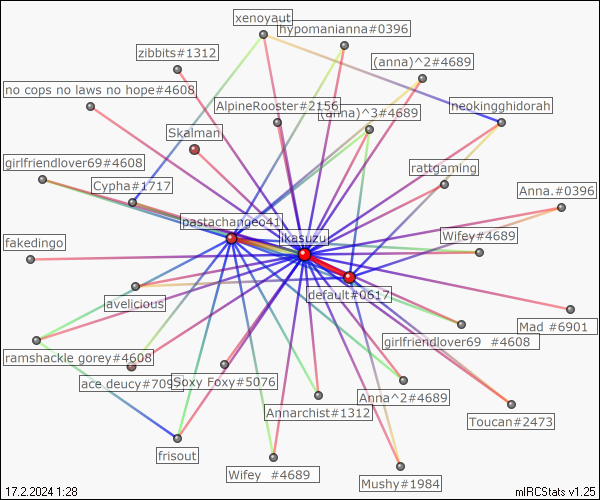 xenoyaut
hypomanianna#0396
zibbits#1312
(anna)^2#4689
no cops no laws no hope#4608
AlpineRooster#2156
(anna)^3#4689
neokingghidorah
Skalman
girlfriendlover69#4608
rattgaming
Cypha#1717
Anna.#0396
pastachangeo41
ikasuzu
Wifey#4689
fakedingo
default#0617
avelicious
Mad #6901
girlfriendlover69 #4608
ramshackle gorey#4608
ace deucy#709
Soxy Foxy#5076
Anna^2#4689
Annarchist#1312
Toucan#2473
frisout
Wifey #4689
Mushy#1984
17.2.2024 1:28
mIRCStats v1.25